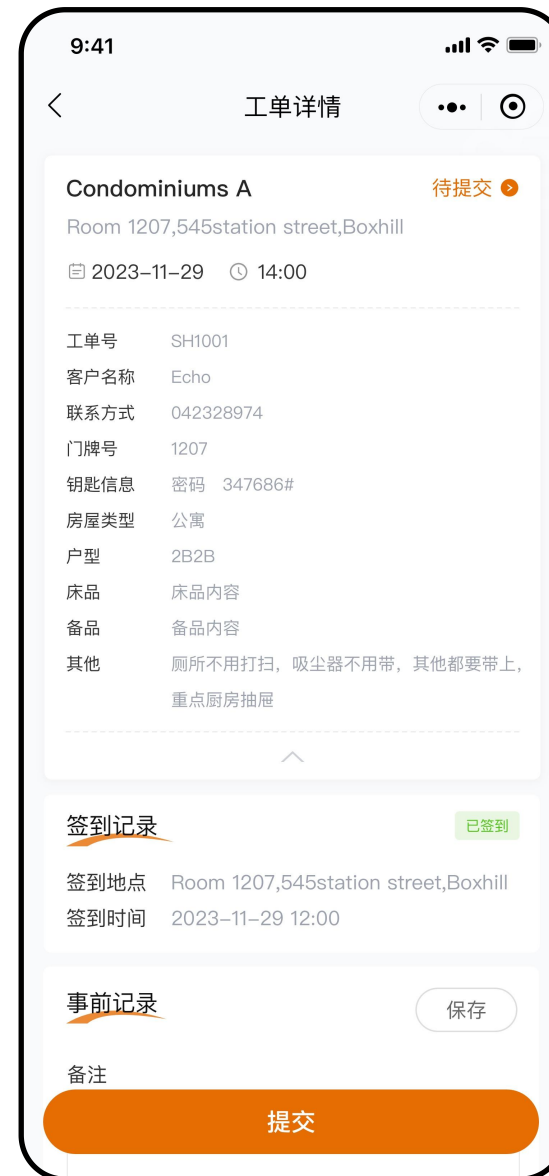 9:41
工单详情
Condominiums A 待提交
Room 1207,545station street,Boxhill
2023-11-29 14:00
工单号 SH1001
客户名称 Echo
联系方式 042328974
门牌号 1207
钥匙信息 密码 347686#
房屋类型 公寓
户型 2B2B
床品 床品内容
备品 备品内容
其他 厕所不用打扫，吸尘器不用带，其他都要带上，
重点厨房抽屉
签到记录 已签到
签到地点 Room 1207,545station street,Boxhill
签到时间 2023-11-29 12:00
事前记录 保存
备注
提交